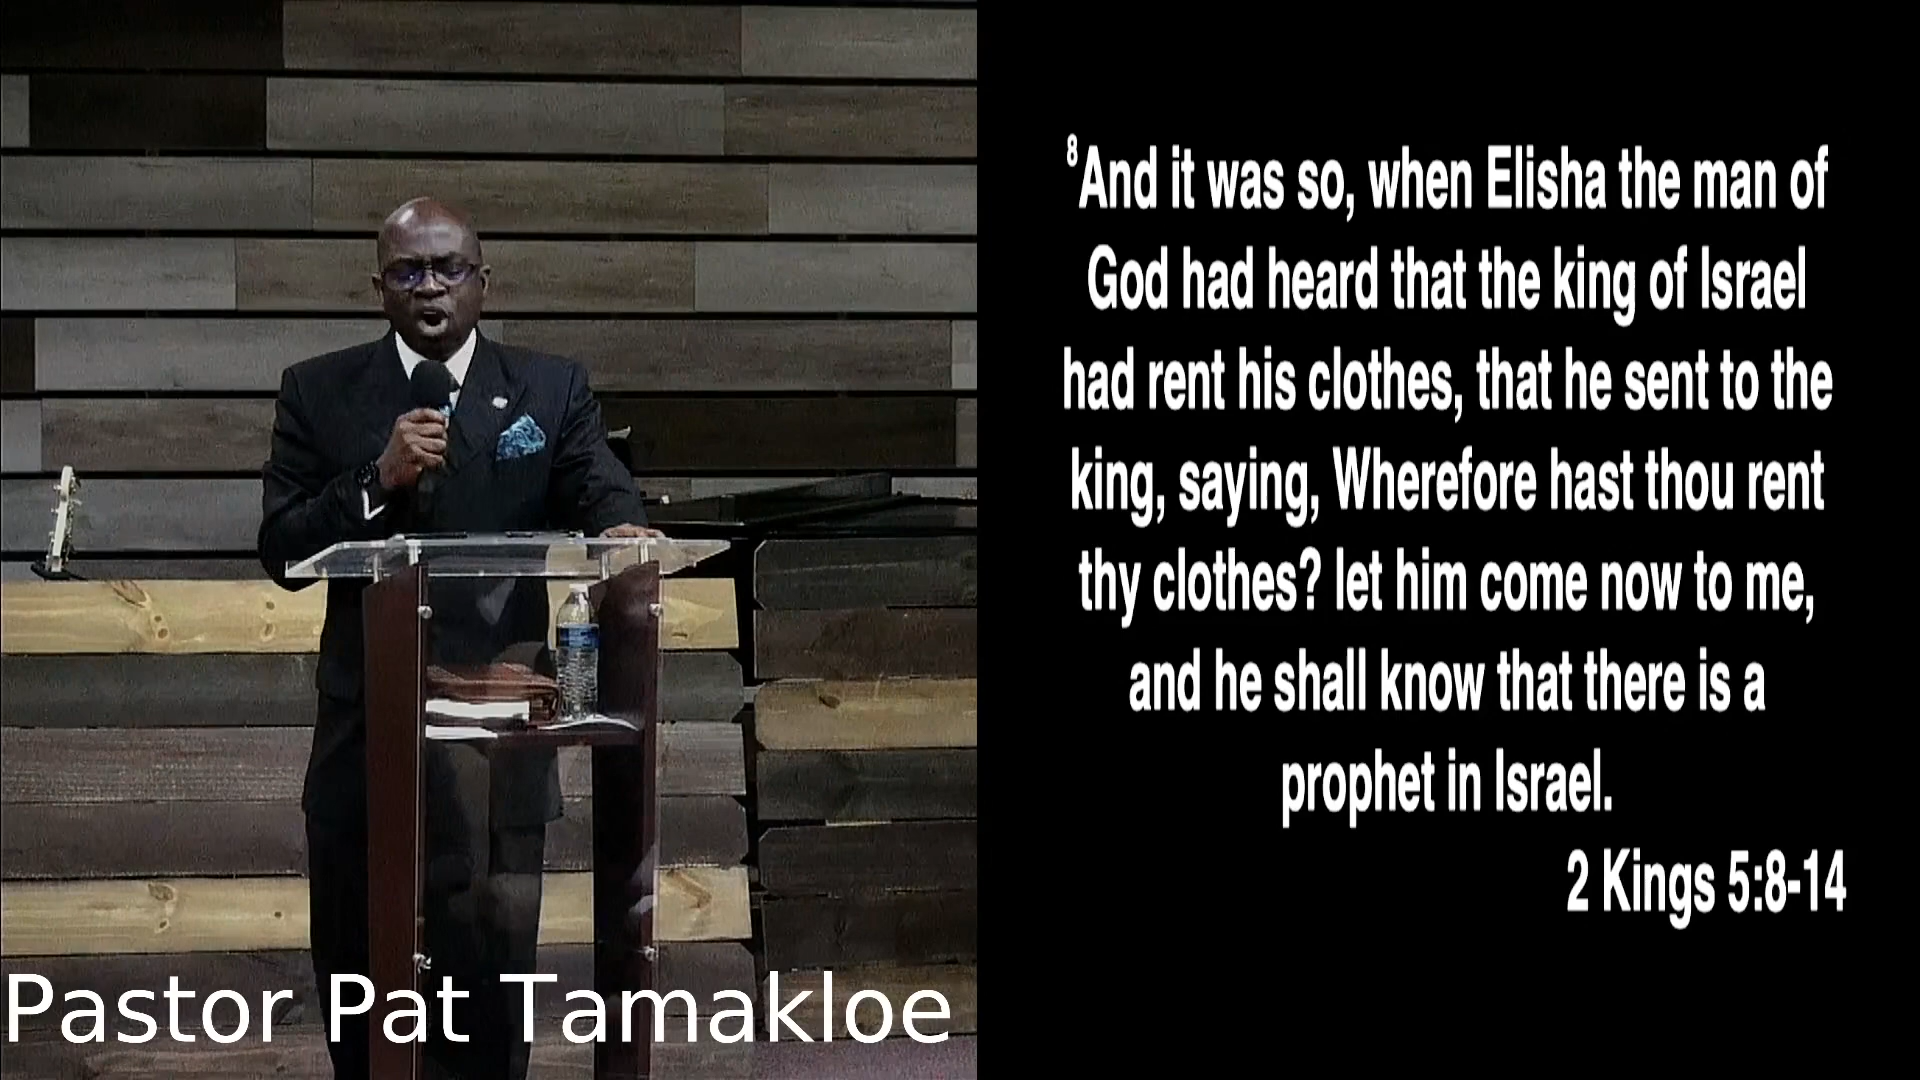 ⁸And it was so, when Elisha the man of
God had heard that the king of Israel
had rent his clothes, that he sent to the
king, saying, Wherefore hast thou rent
thy clothes? let him come now to me,
and he shall know that there is a
prophet in Israel.
2 Kings 5:8-14
Pastor Pat Tamakloe